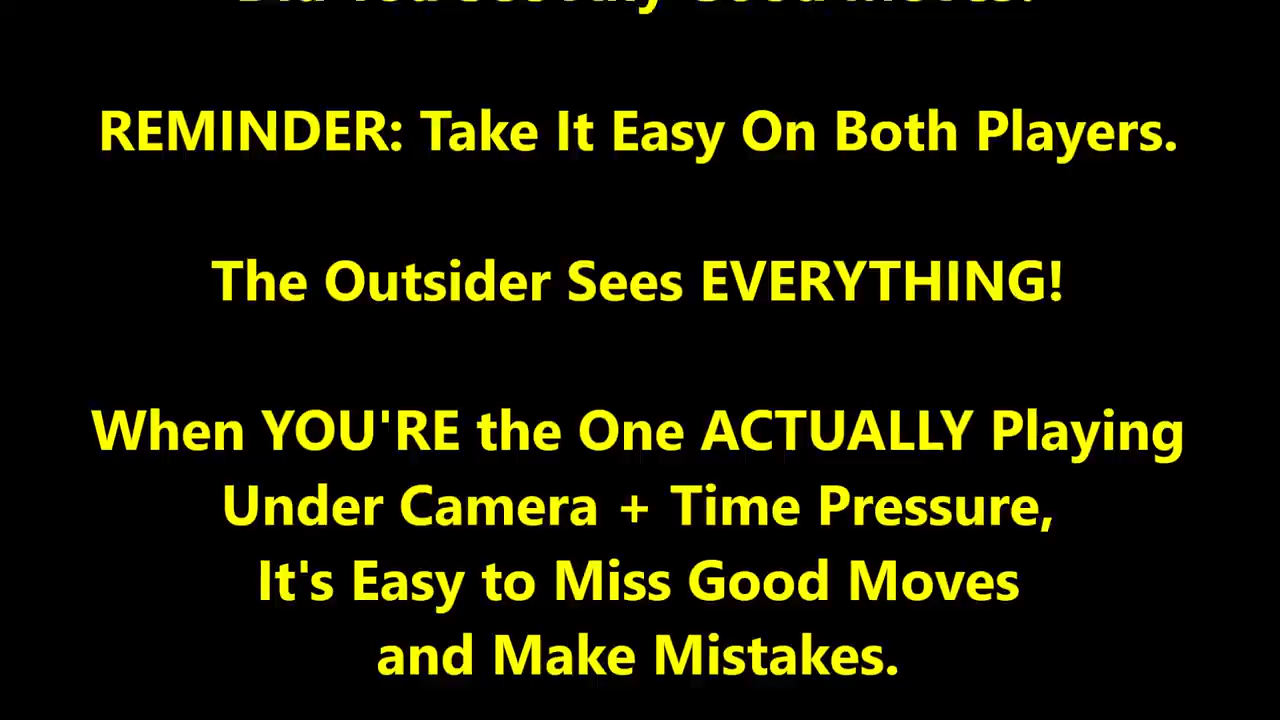 REMINDER: Take It Easy On Both Players.
The Outsider Sees EVERYTHING!
When YOU'RE the One ACTUALLY Playing
Under Camera + Time Pressure,
It's Easy to Miss Good Moves
and Make Mistakes.